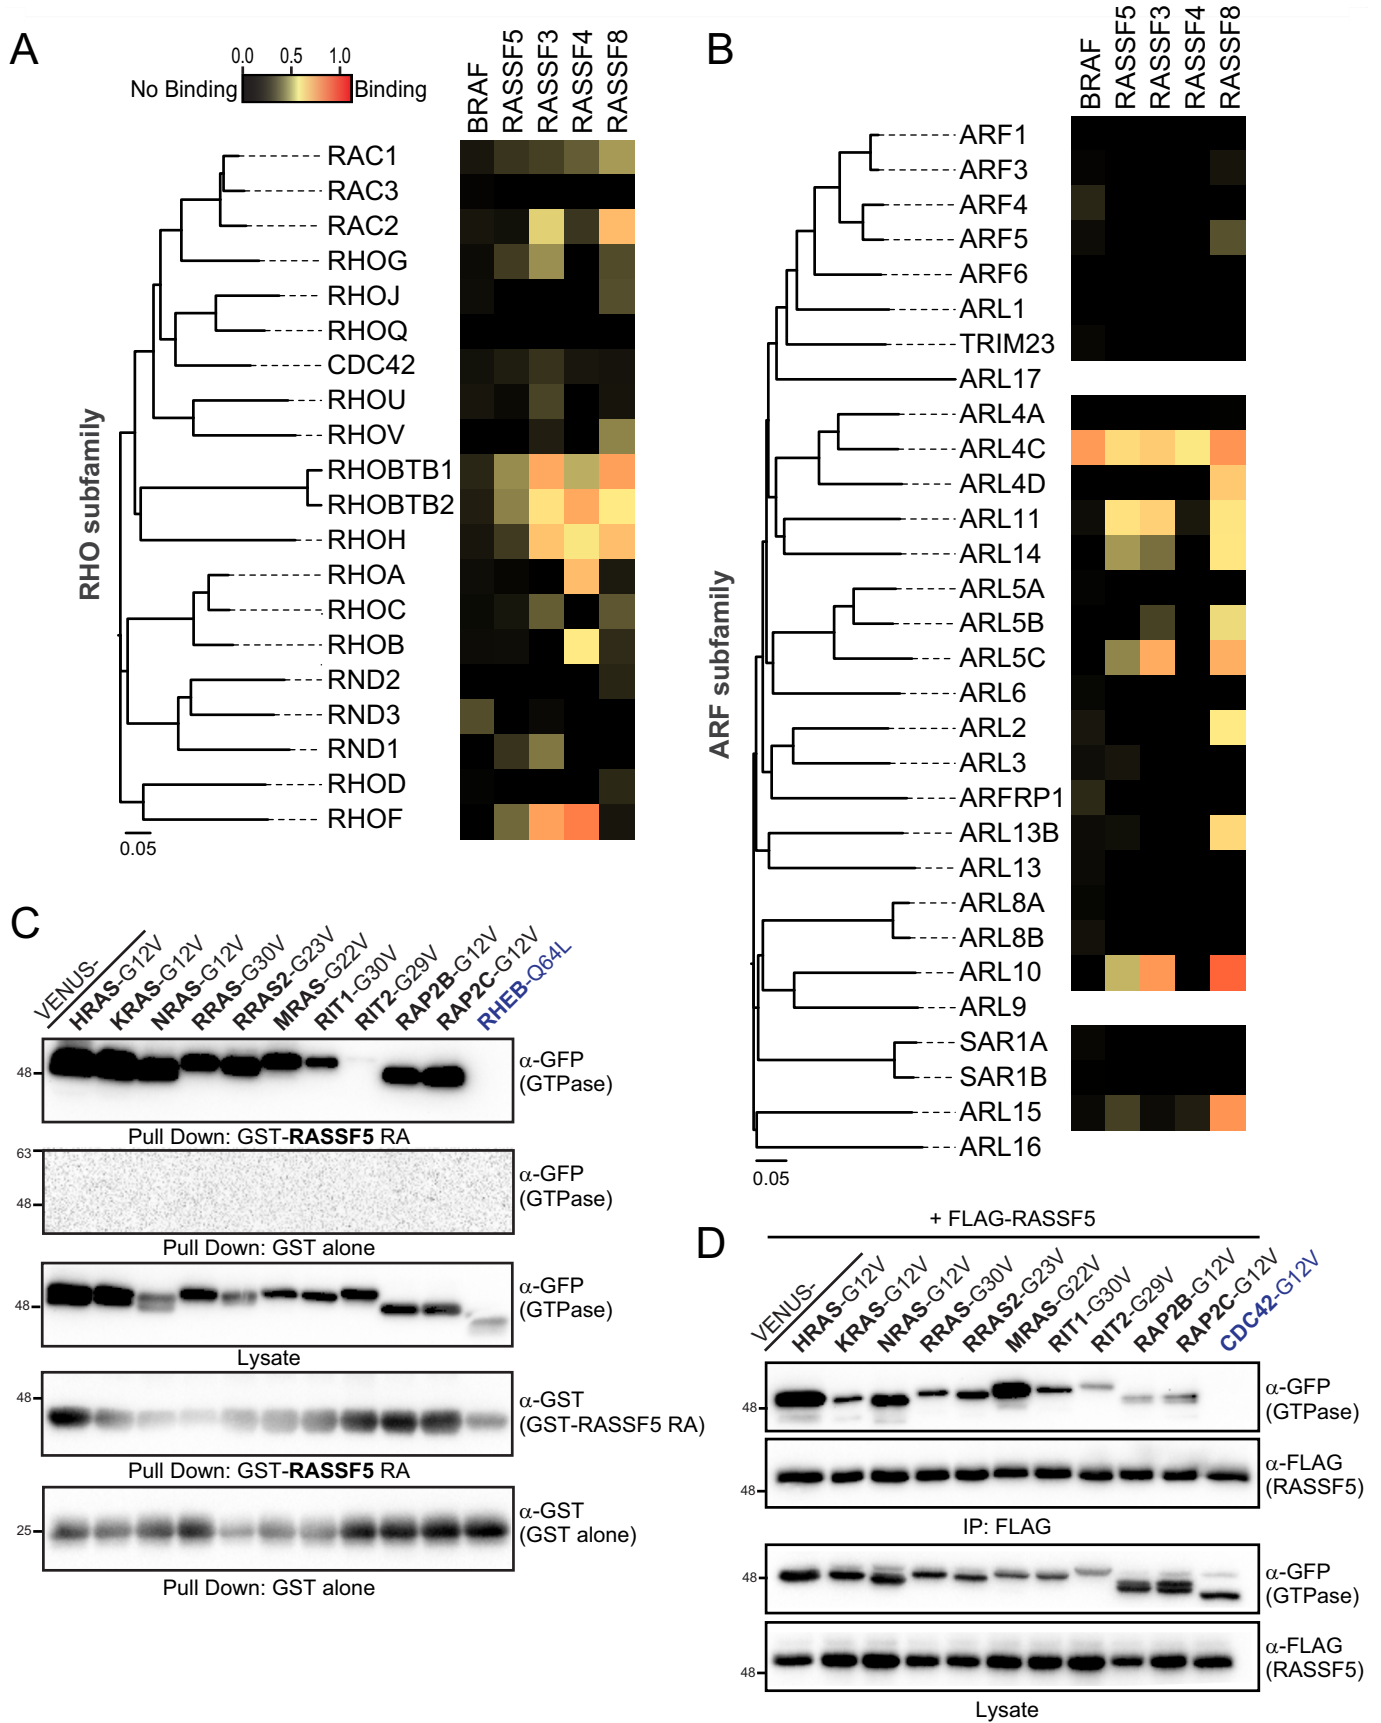 A
0.0 0.5 1.0
No Binding Binding
BRAF
RASSF5
RASSF3
RASSF4
RASSF8
RHO subfamily
RAC1
RAC3
RAC2
RHOG
RHOJ
RHOQ
CDC42
RHOU
RHOV
RHOBTB1
RHOBTB2
RHOH
RHOA
RHOC
RHOB
RND2
RND3
RND1
RHOD
RHOF
0.05
B
BRAF
RASSF5
RASSF3
RASSF4
RASSF8
ARF subfamily
ARF1
ARF3
ARF4
ARF5
ARF6
ARL1
TRIM23
ARL17
ARL4A
ARL4C
ARL4D
ARL11
ARL14
ARL5A
ARL5B
ARL5C
ARL6
ARL2
ARL3
ARFRP1
ARL13B
ARL13
ARL8A
ARL8B
ARL10
ARL9
SAR1A
SAR1B
ARL15
ARL16
0.05
C
VENUS-
HRAS-G12V
KRAS-G12V
NRAS-G12V
RRAS-G30V
RRAS2-G23V
MRAS-G22V
RIT1-G30V
RIT2-G29V
RAP2B-G12V
RAP2C-G12V
RHEB-Q64L
48
α-GFP
(GTPase)
Pull Down: GST-RASSF5 RA
63
48
α-GFP
(GTPase)
Pull Down: GST alone
48
α-GFP
(GTPase)
Lysate
48
α-GST
(GST-RASSF5 RA)
Pull Down: GST-RASSF5 RA
25
α-GST
(GST alone)
Pull Down: GST alone
D
+ FLAG-RASSF5
VENUS-
HRAS-G12V
KRAS-G12V
NRAS-G12V
RRAS-G30V
RRAS2-G23V
MRAS-G22V
RIT1-G30V
RIT2-G29V
RAP2B-G12V
RAP2C-G12V
CDC42-G12V
48
α-GFP
(GTPase)
48
α-FLAG
(RASSF5)
IP: FLAG
48
α-GFP
(GTPase)
48
α-FLAG
(RASSF5)
Lysate